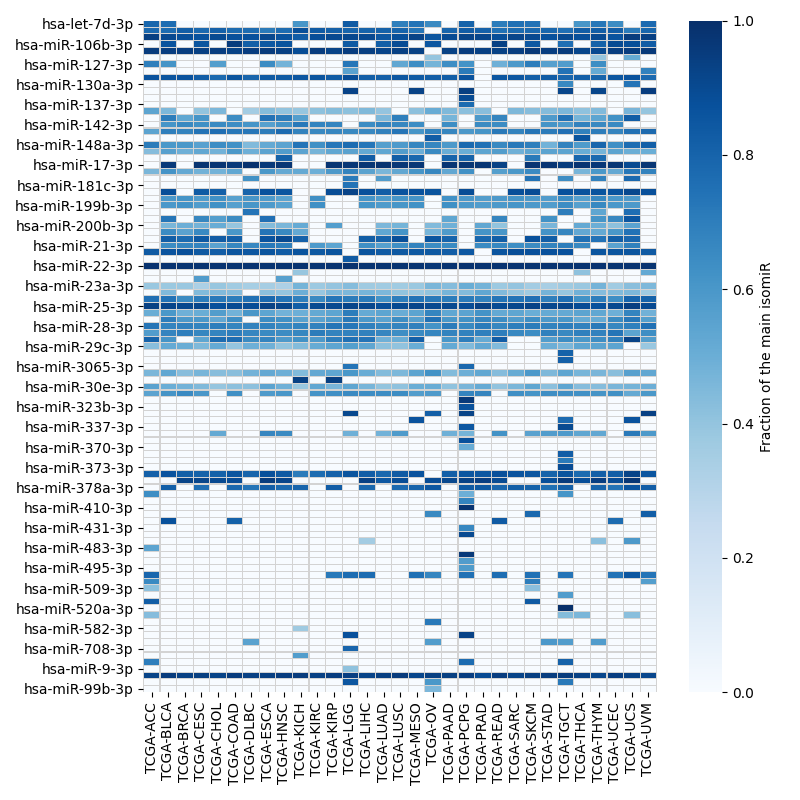 hsa-let-7d-3p
hsa-miR-106b-3p
hsa-miR-127-3p
hsa-miR-130a-3p
hsa-miR-137-3p
hsa-miR-142-3p
hsa-miR-148a-3p
hsa-miR-17-3p
hsa-miR-181c-3p
hsa-miR-199b-3p
hsa-miR-200b-3p
hsa-miR-21-3p
hsa-miR-22-3p
hsa-miR-23a-3p
hsa-miR-25-3p
hsa-miR-28-3p
hsa-miR-29c-3p
hsa-miR-3065-3p
hsa-miR-30e-3p
hsa-miR-323b-3p
hsa-miR-337-3p
hsa-miR-370-3p
hsa-miR-373-3p
hsa-miR-378a-3p
hsa-miR-410-3p
hsa-miR-431-3p
hsa-miR-483-3p
hsa-miR-495-3p
hsa-miR-509-3p
hsa-miR-520a-3p
hsa-miR-582-3p
hsa-miR-708-3p
hsa-miR-9-3p
hsa-miR-99b-3p
TCGA-ACC
TCGA-BLCA
TCGA-BRCA
TCGA-CESC
TCGA-CHOL
TCGA-COAD
TCGA-DLBC
TCGA-ESCA
TCGA-HNSC
TCGA-KICH
TCGA-KIRC
TCGA-KIRP
TCGA-LGG
TCGA-LIHC
TCGA-LUAD
TCGA-LUSC
TCGA-MESO
TCGA-OV
TCGA-PAAD
TCGA-PCPG
TCGA-PRAD
TCGA-READ
TCGA-SARC
TCGA-SKCM
TCGA-STAD
TCGA-TGCT
TCGA-THCA
TCGA-THYM
TCGA-UCEC
TCGA-UCS
TCGA-UVM
1.0
0.8
0.6
0.4
0.2
0.0
Fraction of the main isomiR